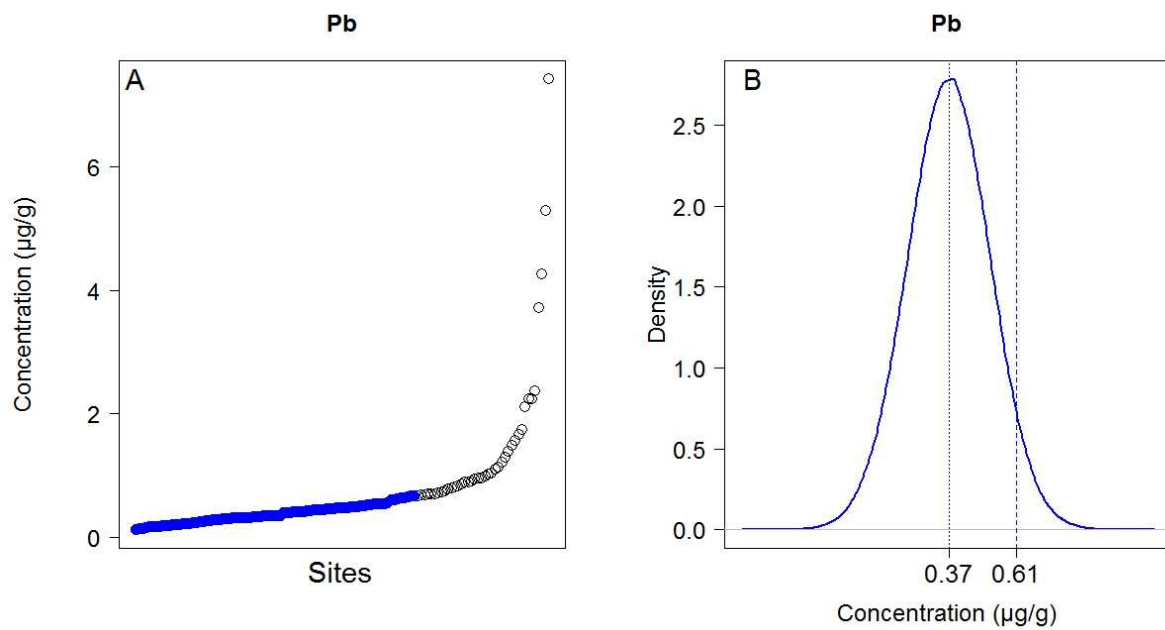 Pb
A
Concentration (µg/g)
6
4
2
0
Sites
Pb
B
Density
2.5
2.0
1.5
1.0
0.5
0.0
0.37 0.61
Concentration (µg/g)